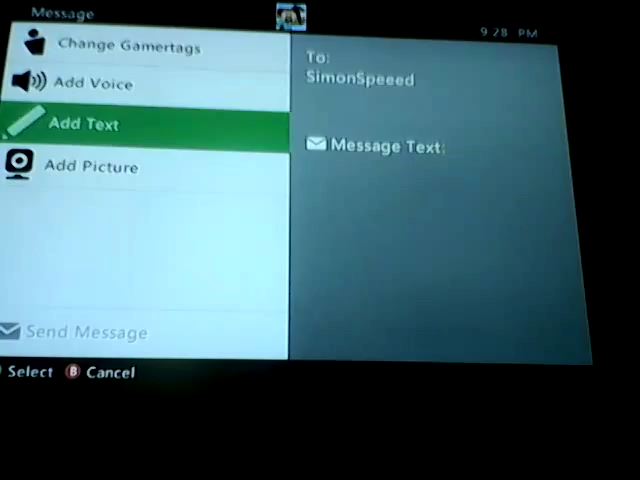 Message
9:28 PM
Change Gamertags
Add Voice
Add Text
Add Picture
Send Message
To:
SimonSpeeed
Message Text:
Select B Cancel